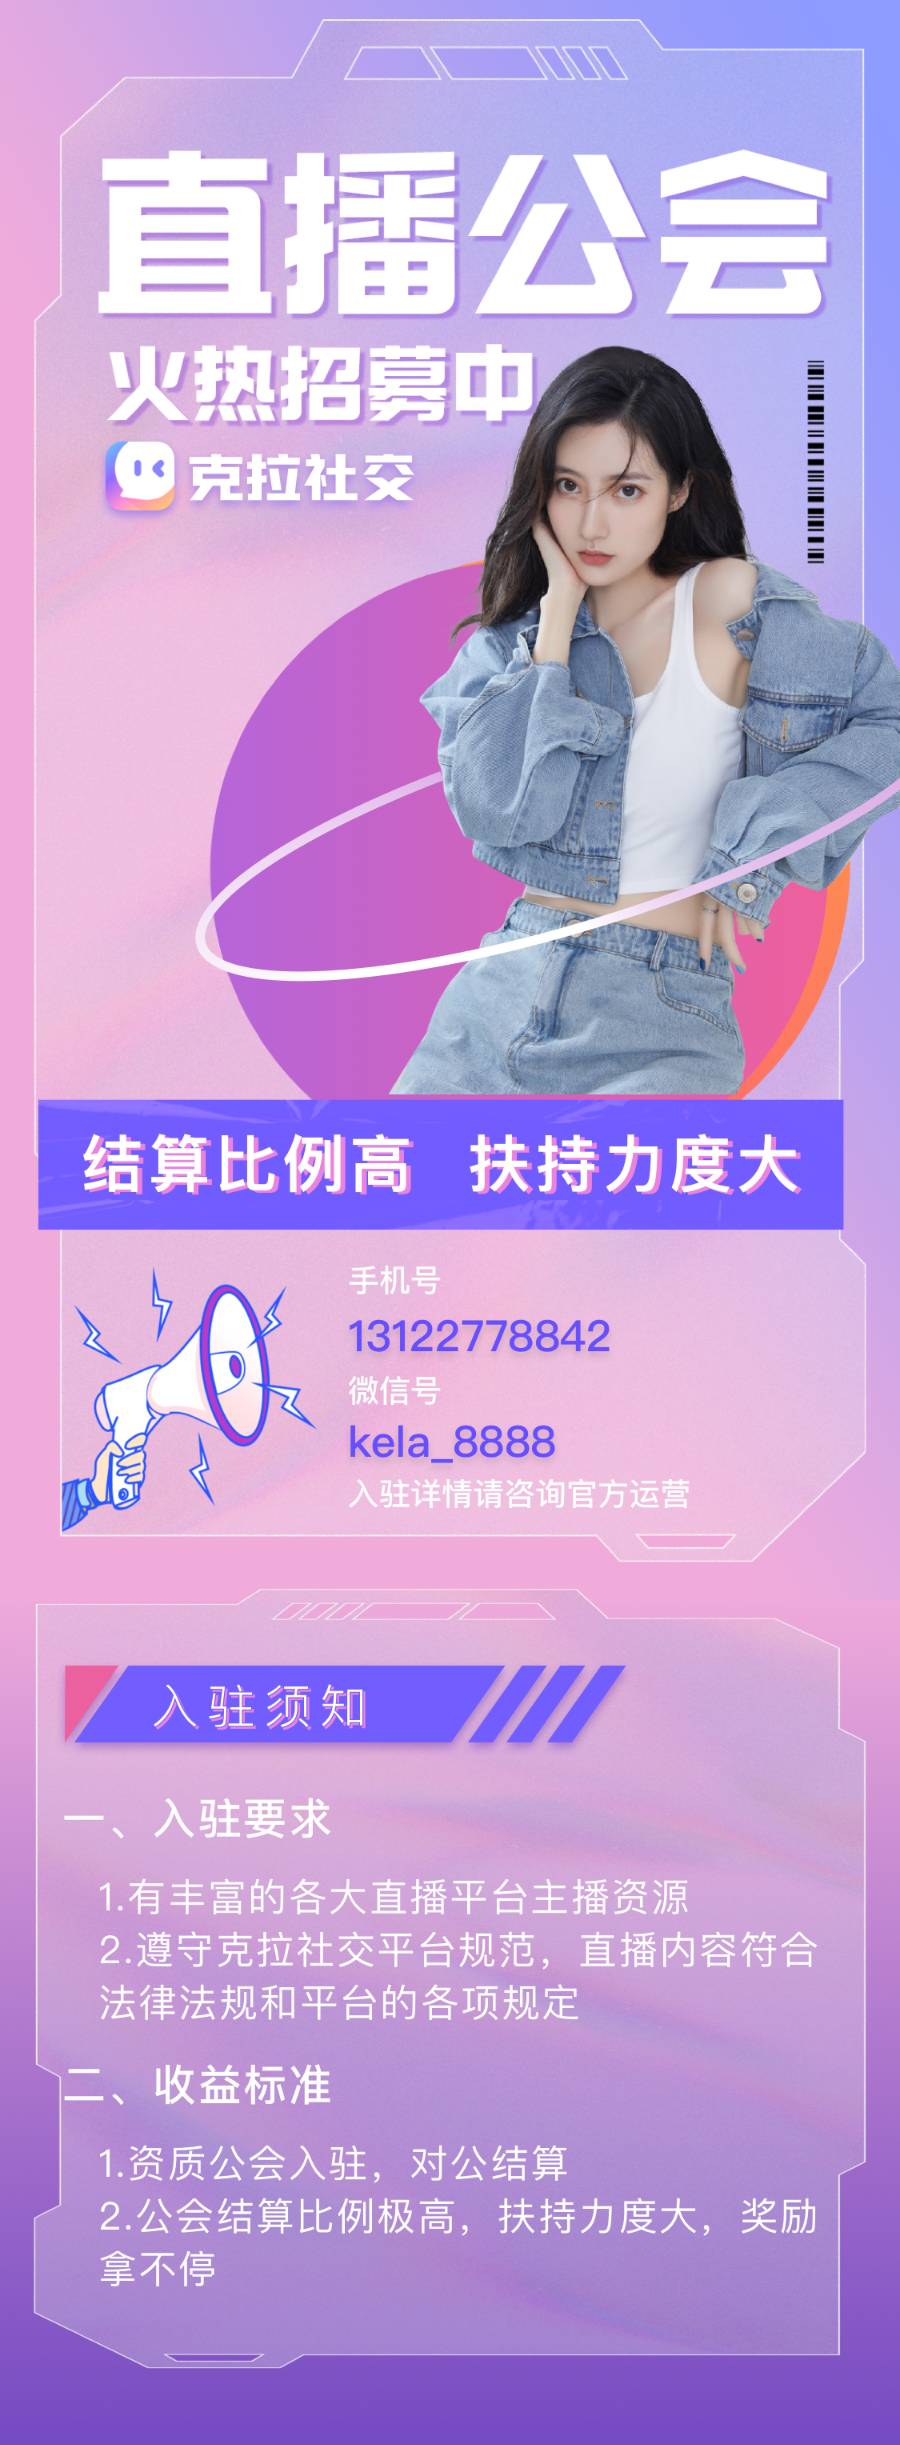 直播公会
火热招募中
克拉社交
结算比例高 扶持力度大
手机号
13122778842
微信号
kela_8888
入驻详情请咨询官方运营
入驻须知
一、入驻要求
1.有丰富的各大直播平台主播资源
2.遵守克拉社交平台规范，直播内容符合
法律法规和平台的各项规定
二、收益标准
1.资质公会入驻，对公结算
2.公会结算比例极高，扶持力度大，奖励
拿不停